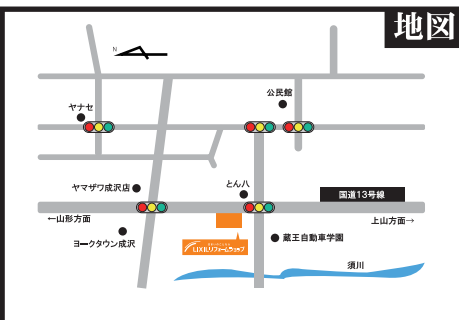 地図
N
公民館
ヤナセ
ヤマザワ成沢店
とん八
国道13号線
←山形方面
上山方面→
ヨークタウン成沢
蔵王自動車学園
LIXILリフォームショップ
須川